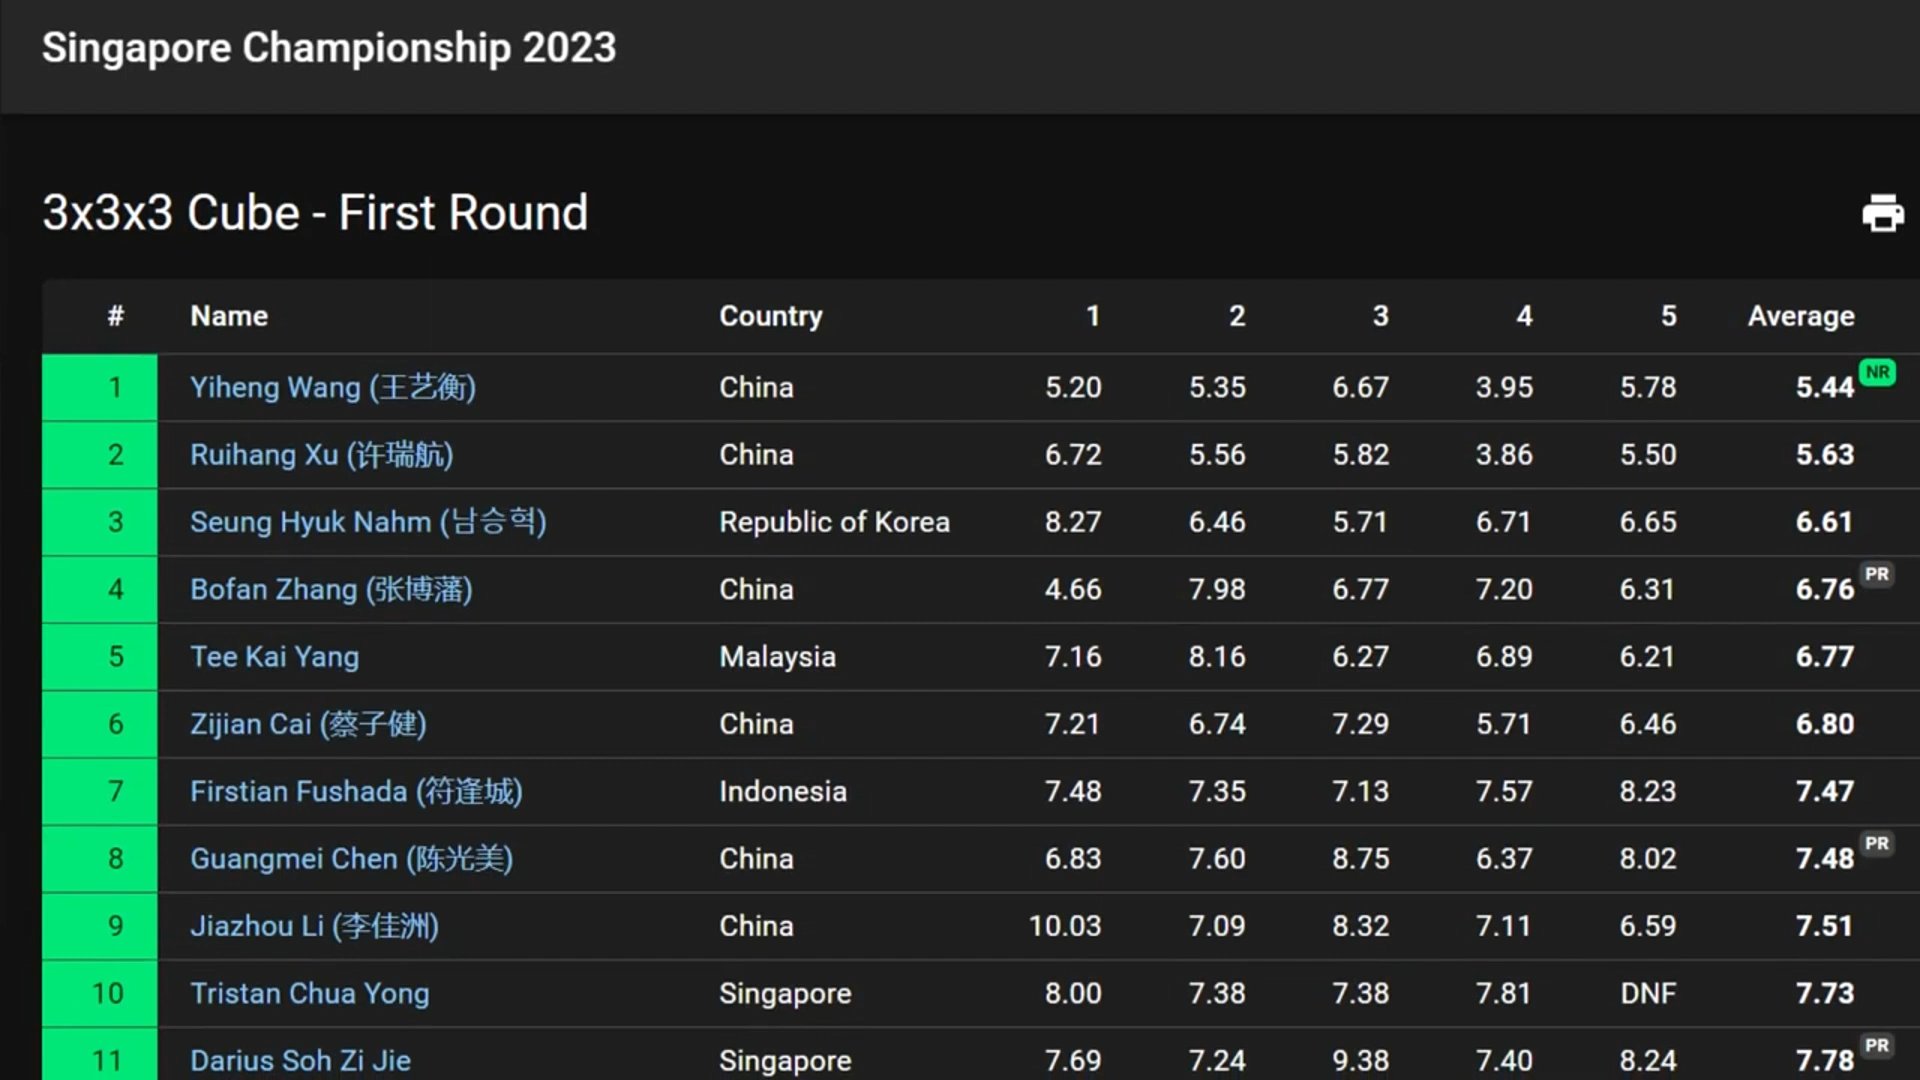 Singapore Championship 2023
3x3x3 Cube - First Round
# Name Country 1 2 3 4 5 Average
1 Yiheng Wang (王艺衡) China 5.20 5.35 6.67 3.95 5.78 5.44 NR
2 Ruihang Xu (许瑞航) China 6.72 5.56 5.82 3.86 5.50 5.63
3 Seung Hyuk Nahm (남승혁) Republic of Korea 8.27 6.46 5.71 6.71 6.65 6.61
4 Bofan Zhang (张博藩) China 4.66 7.98 6.77 7.20 6.31 6.76 PR
5 Tee Kai Yang Malaysia 7.16 8.16 6.27 6.89 6.21 6.77
6 Zijian Cai (蔡子健) China 7.21 6.74 7.29 5.71 6.46 6.80
7 Firstian Fushada (符逢城) Indonesia 7.48 7.35 7.13 7.57 8.23 7.47
8 Guangmei Chen (陈光美) China 6.83 7.60 8.75 6.37 8.02 7.48 PR
9 Jiazhou Li (李佳洲) China 10.03 7.09 8.32 7.11 6.59 7.51
10 Tristan Chua Yong Singapore 8.00 7.38 7.38 7.81 DNF 7.73
11 Darius Soh Zi Jie Singapore 7.69 7.24 9.38 7.40 8.24 7.78 PR